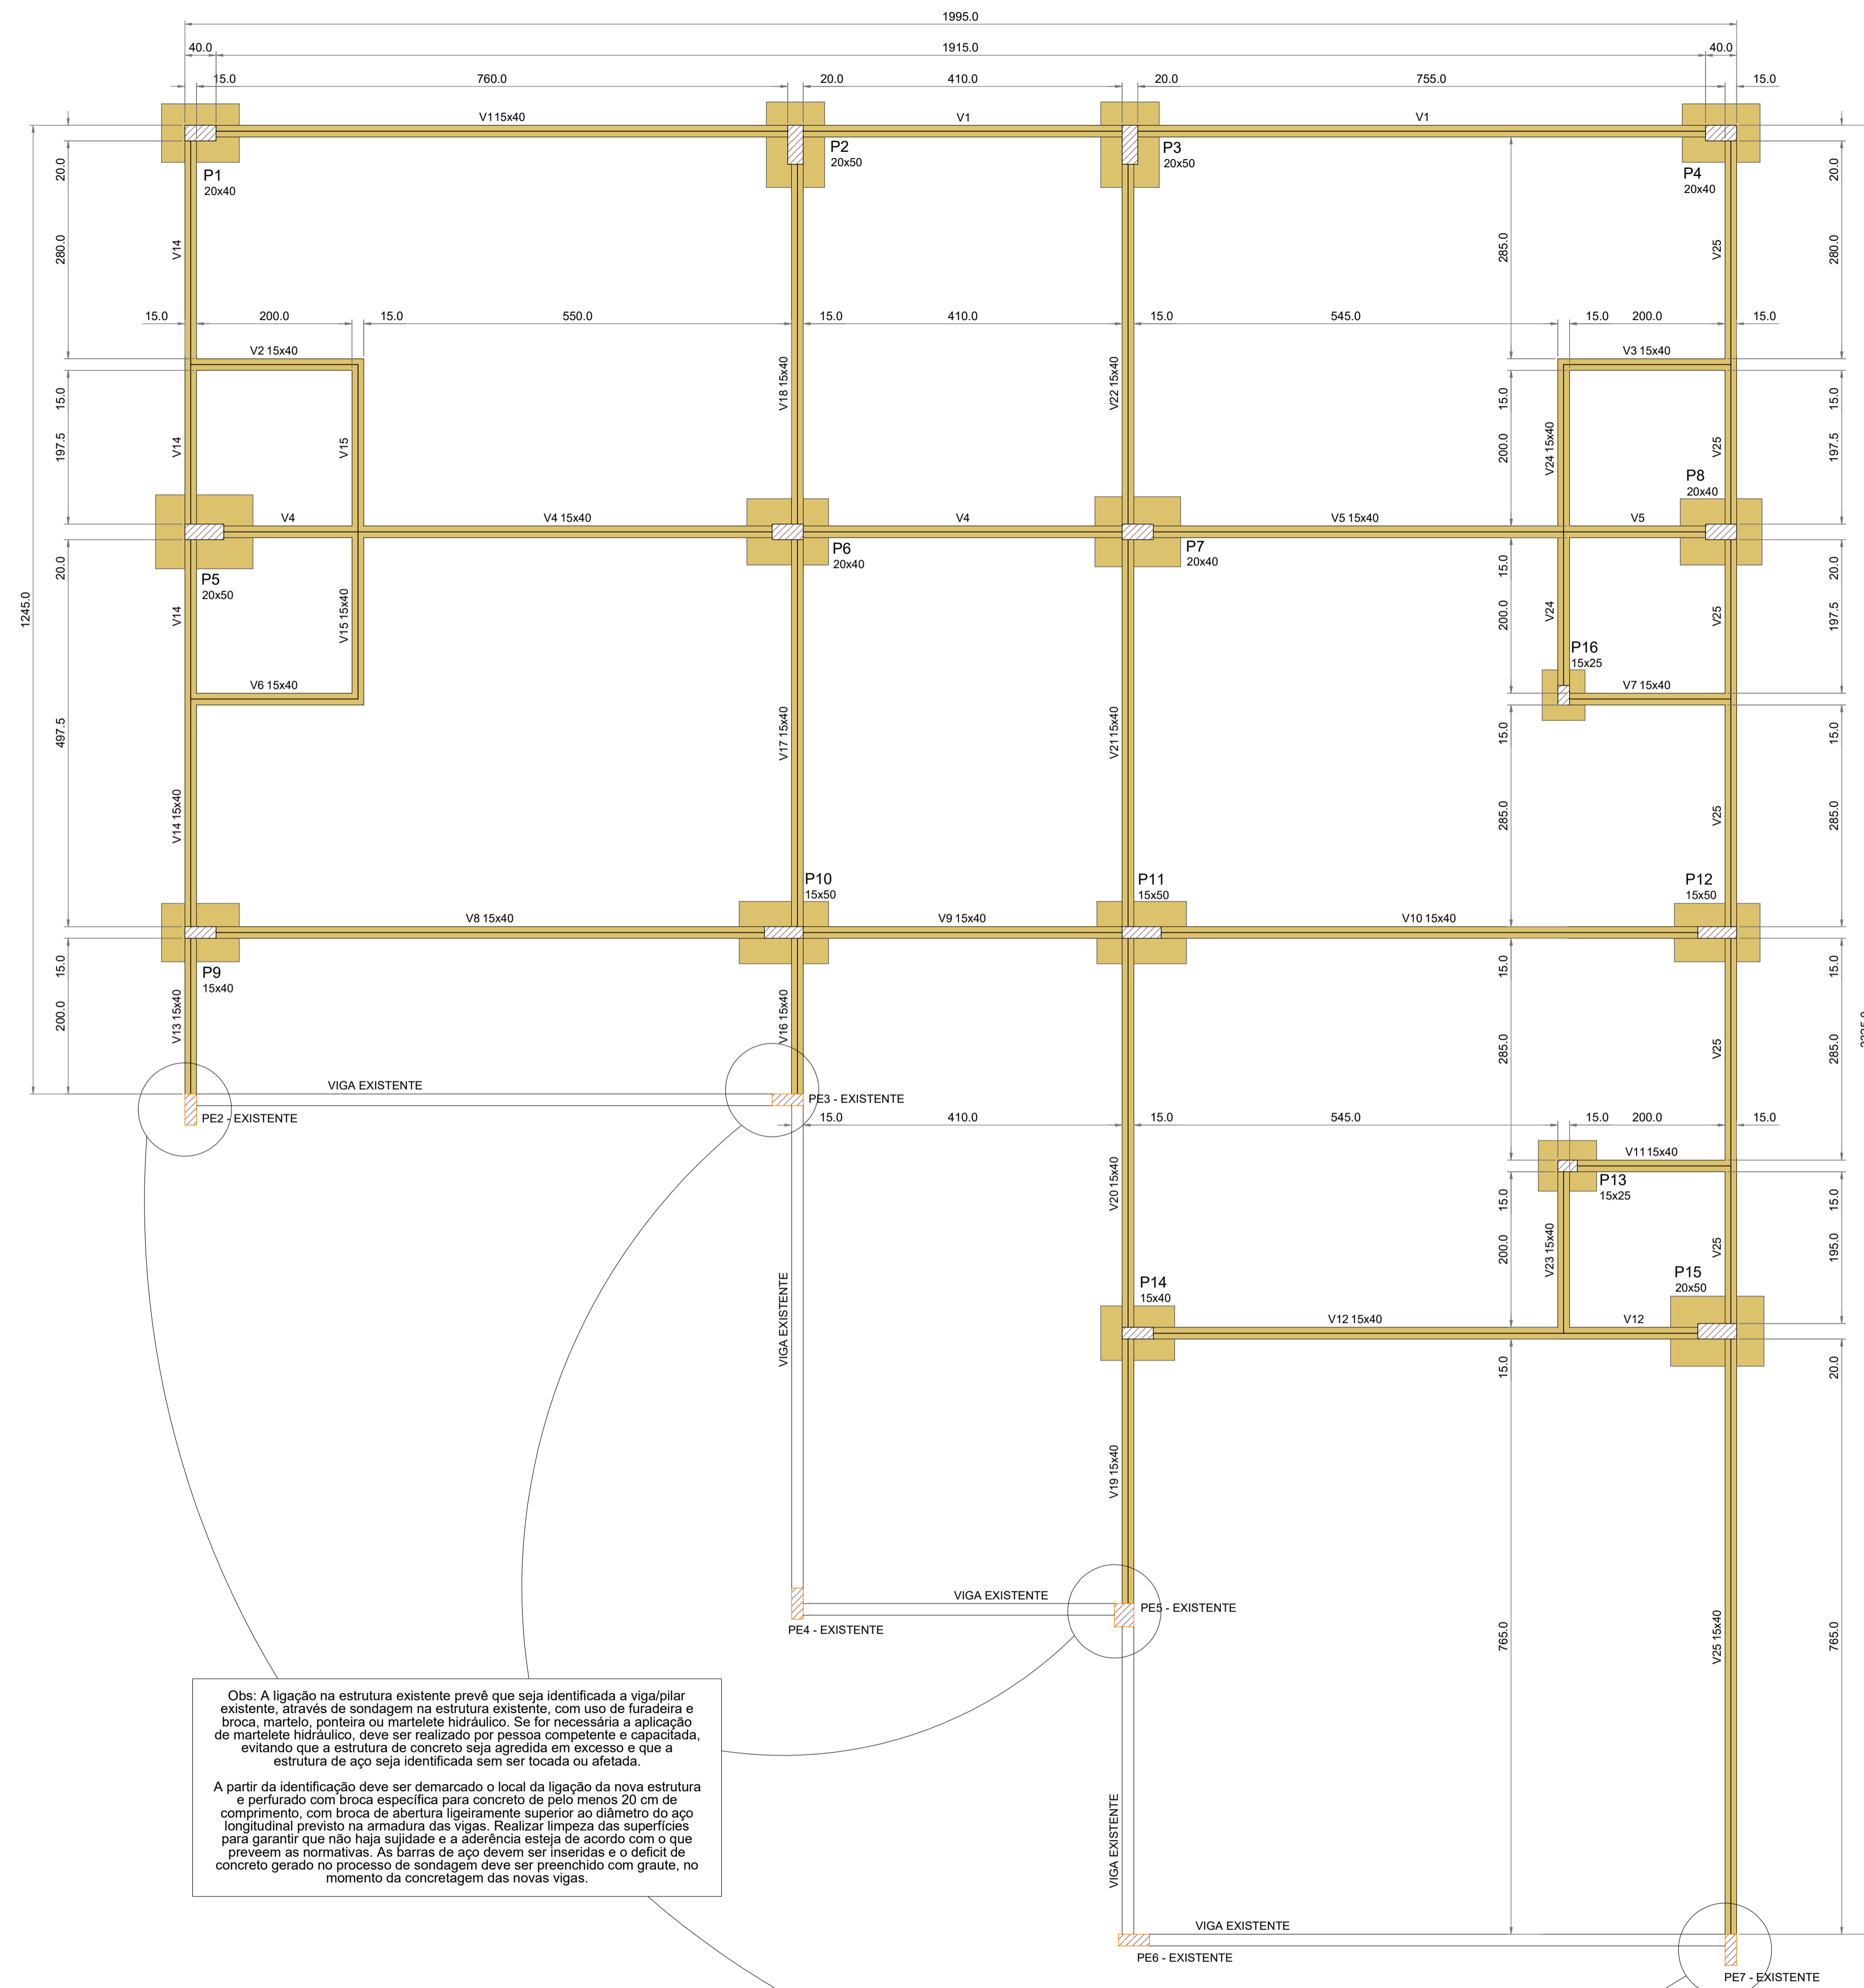 1995.0
40.0
1915.0
40.0
15.0
760.0
20.0
410.0
20.0
755.0
15.0
V1 15x40
V1
V1
P1
20x40
P2
20x50
P3
20x50
P4
20x40
20.0
20.0
280.0
V14
285.0
V25
280.0
15.0
200.0
15.0
550.0
15.0
410.0
15.0
545.0
15.0
200.0
15.0
V2 15x40
V3 15x40
V18 15x40
V22 15x40
15.0
15.0
15.0
197.5
V14
V15
200.0
V24 15x40
V25
197.5
P8
20x40
V4
V4 15x40
V4
V5 15x40
V5
P5
20x50
P6
20x40
P7
20x40
20.0
15.0
20.0
1245.0
V14
V15 15x40
200.0
V24
V25
197.5
P16
15x25
V6 15x40
V7 15x40
497.5
V17 15x40
V21 15x40
15.0
15.0
V14 15x40
285.0
V25
285.0
P10
15x50
P11
15x50
P12
15x50
V8 15x40
V9 15x40
V10 15x40
P9
15x40
15.0
15.0
15.0
200.0
V13 15x40
V16 15x40
285.0
V25
285.0
VIGA EXISTENTE
PE2 - EXISTENTE
PE3 - EXISTENTE
15.0
410.0
15.0
545.0
15.0
200.0
15.0
V11 15x40
P13
15x25
V20 15x40
15.0
15.0
200.0
V23 15x40
V25
195.0
VIGA EXISTENTE
P14
15x40
P15
20x50
V12 15x40
V12
15.0
20.0
V19 15x40
VIGA EXISTENTE
PE4 - EXISTENTE
PE5 - EXISTENTE
765.0
V25 15x40
765.0
Obs: A ligação na estrutura existente prevê que seja identificada a viga/pilar
existente, através de sondagem na estrutura existente, com uso de furadeira e
broca, martelo, ponteira ou martelete hidráulico. Se for necessária a aplicação
de martelete hidráulico, deve ser realizado por pessoa competente e capacitada,
evitando que a estrutura de concreto seja agredida em excesso e que a
estrutura de aço seja identificada sem ser tocada ou afetada.
A partir da identificação deve ser demarcado o local da ligação da nova estrutura
e perfurado com broca específica para concreto de pelo menos 20 cm de
comprimento, com broca de abertura ligeiramente superior ao diâmetro do aço
longitudinal previsto na armadura das vigas. Realizar limpeza das superfícies
para garantir que não haja sujidade e a aderência esteja de acordo com o que
preveem as normativas. As barras de aço devem ser inseridas e o deficit de
concreto gerado no processo de sondagem deve ser preenchido com graute, no
momento da concretagem das novas vigas.
VIGA EXISTENTE
VIGA EXISTENTE
PE6 - EXISTENTE
PE7 - EXISTENTE